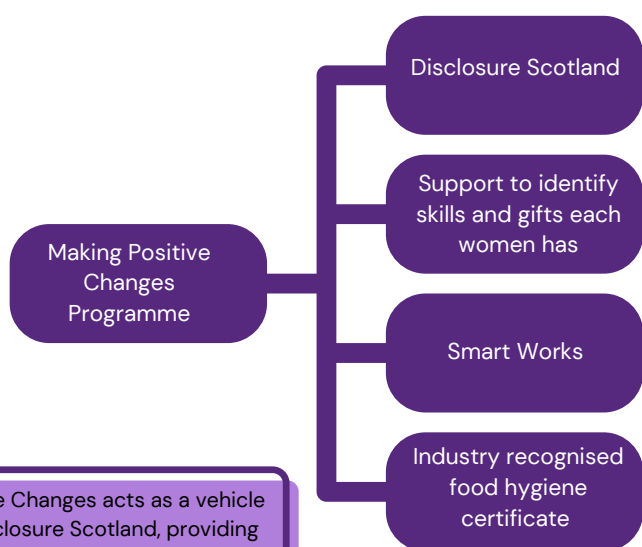 Disclosure Scotland
Support to identify
skills and gifts each
women has
Making Positive
Changes
Programme
Smart Works
Industry recognised
food hygiene
certificate
Changes acts as a vehicle
Scotland, providing